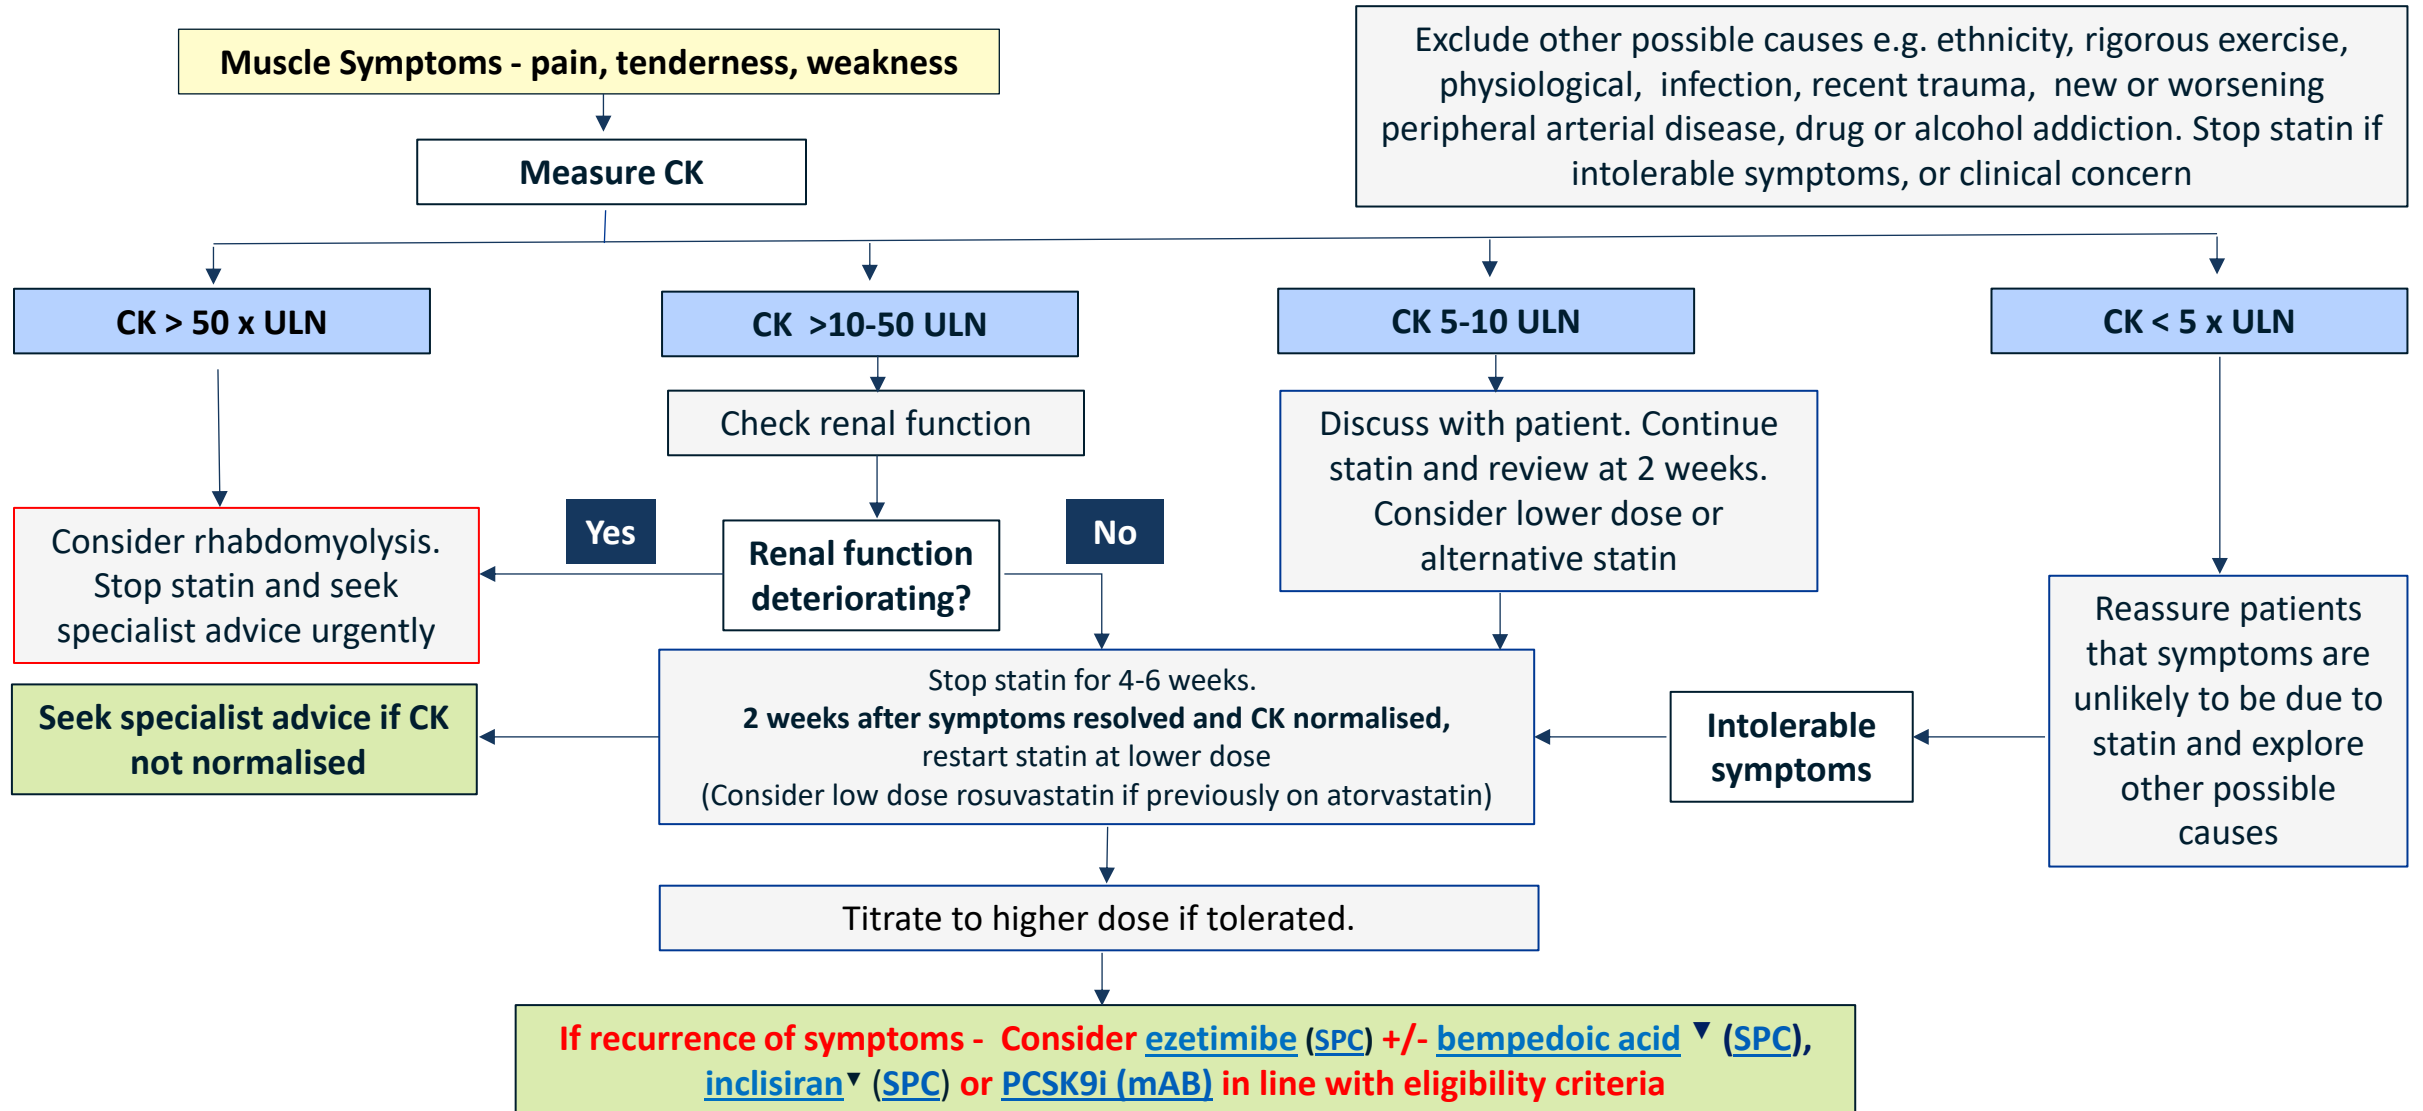 Muscle Symptoms - pain, tenderness, weakness
Exclude other possible causes e.g. ethnicity, rigorous exercise,
physiological, infection, recent trauma, new or worsening
peripheral arterial disease, drug or alcohol addiction. Stop statin if
intolerable symptoms, or clinical concern
Measure CK
CK > 50 x ULN
CK >10-50 ULN
CK 5-10 ULN
CK < 5 x ULN
Check renal function
Discuss with patient. Continue
statin and review at 2 weeks.
Consider lower dose or
alternative statin
Consider rhabdomyolysis.
Stop statin and seek
specialist advice urgently
Yes
Renal function
deteriorating?
No
Reassure patients
that symptoms are
unlikely to be due to
statin and explore
other possible
causes
Seek specialist advice if CK
not normalised
Stop statin for 4-6 weeks.
2 weeks after symptoms resolved and CK normalised,
restart statin at lower dose
(Consider low dose rosuvastatin if previously on atorvastatin)
Intolerable
symptoms
Titrate to higher dose if tolerated.
If recurrence of symptoms - Consider ezetimibe (SPC) +/- bempedoic acid ▼ (SPC),
inclisiran▼ (SPC) or PCSK9i (mAB) in line with eligibility criteria